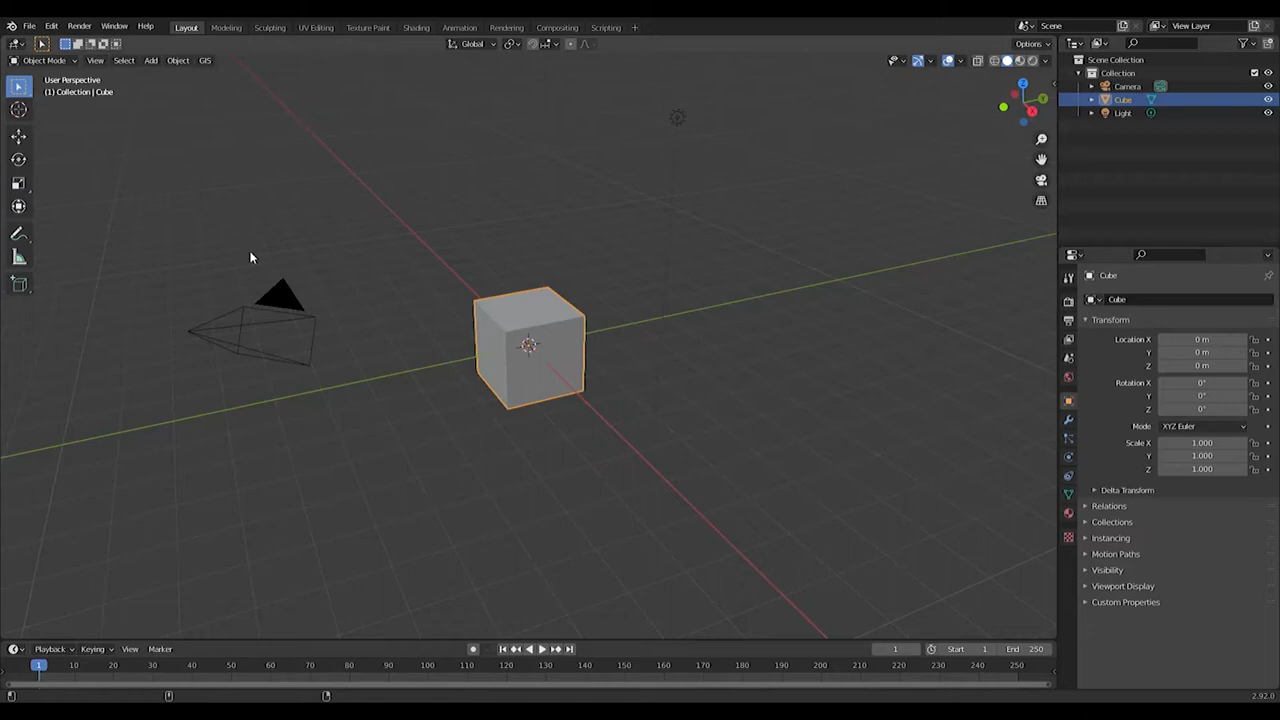 File Edit Render Window Help Layout Modeling Sculpting UV Editing Texture Paint Shading Animation Rendering Compositing Scripting + Scene View Layer
Global Options
Object Mode View Select Add Object GIS
User Perspective
(1) Collection | Cube
Z
Y
X
Scene Collection
Collection
Camera
Cube
Light
Cube
Cube
Transform
Location X 0 m
Y 0 m
Z 0 m
Rotation X 0°
Y 0°
Z 0°
Mode XYZ Euler
Scale X 1.000
Y 1.000
Z 1.000
Delta Transform
Relations
Collections
Instancing
Motion Paths
Visibility
Viewport Display
Custom Properties
Playback Keying View Marker 1 Start 1 End 250
1 10 20 30 40 50 60 70 80 90 100 110 120 130 140 150 160 170 180 190 200 210 220 230 240 250
2.92.0